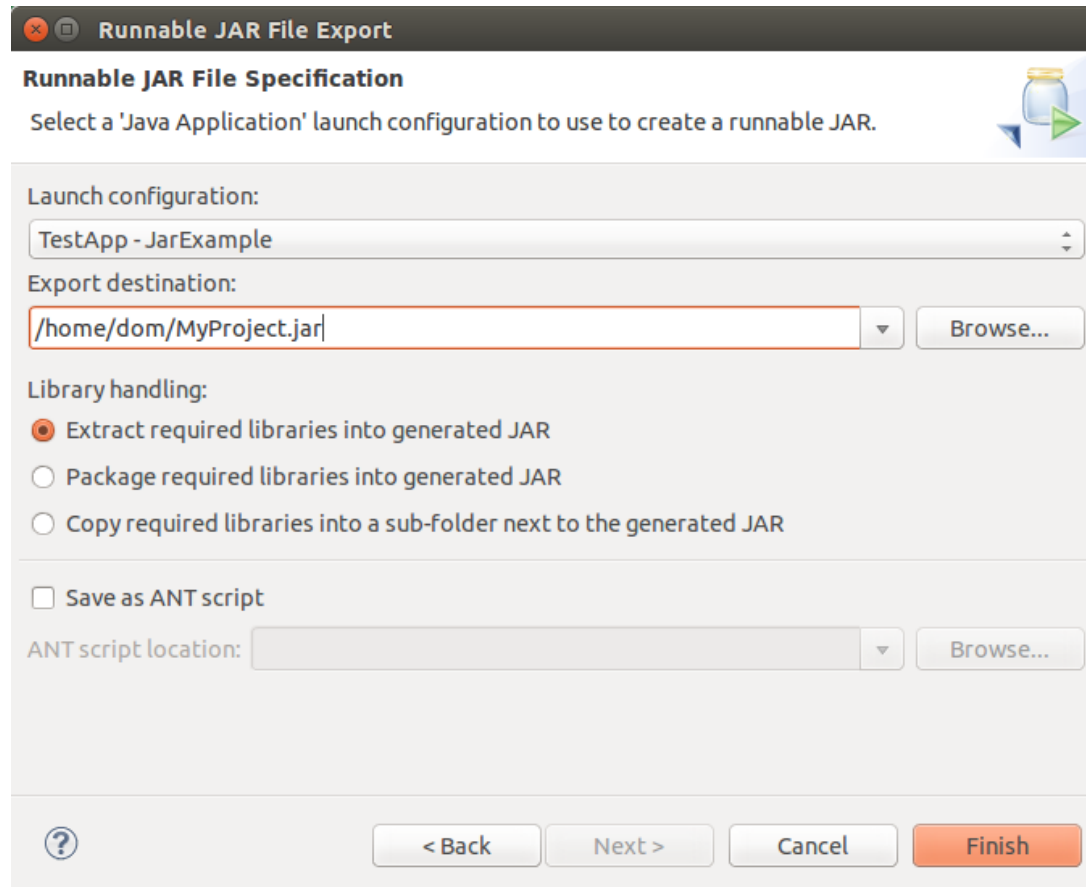 Runnable JAR File Export
Runnable JAR File Specification
Select a 'Java Application' launch configuration to use to create a runnable JAR.
Launch configuration:
TestApp - JarExample
Export destination:
/home/dom/MyProject.jar
Browse...
Library handling:
Extract required libraries into generated JAR
Package required libraries into generated JAR
Copy required libraries into a sub-folder next to the generated JAR
Save as ANT script
ANT script location:
Browse...
?
< Back
Next >
Cancel
Finish